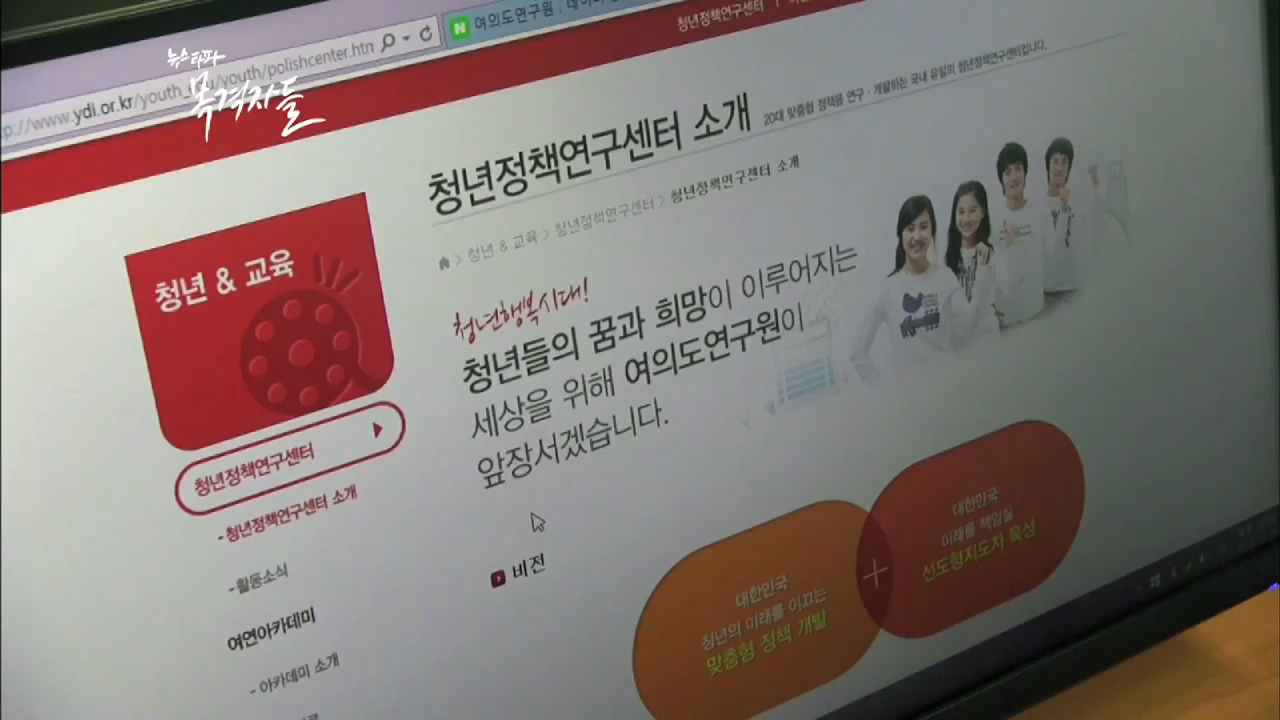 뉴스타파
목격자들
www.ydi.or.kr/youth_
/youth/polishcenter.htm
여의도연구원 :
청년정책연구센터
청년정책연구센터 소개
20대 맞춤형 정책을 연구·개발하는 국내 유일의 청년정책연구센터입니다.
> 청년 & 교육 > 청년정책연구센터 > 청년정책연구센터 소개
청년 & 교육
청년행복시대!
청년들의 꿈과 희망이 이루어지는
세상을 위해 여의도연구원이
앞장서겠습니다.
청년정책연구센터
- 청년정책연구센터 소개
- 활동소식
여연아카데미
- 아카데미 소개
비전
대한민국
청년의 미래를 이끄는
맞춤형 정책 개발
+
대한민국
미래를 책임질
선도형지도자 육성